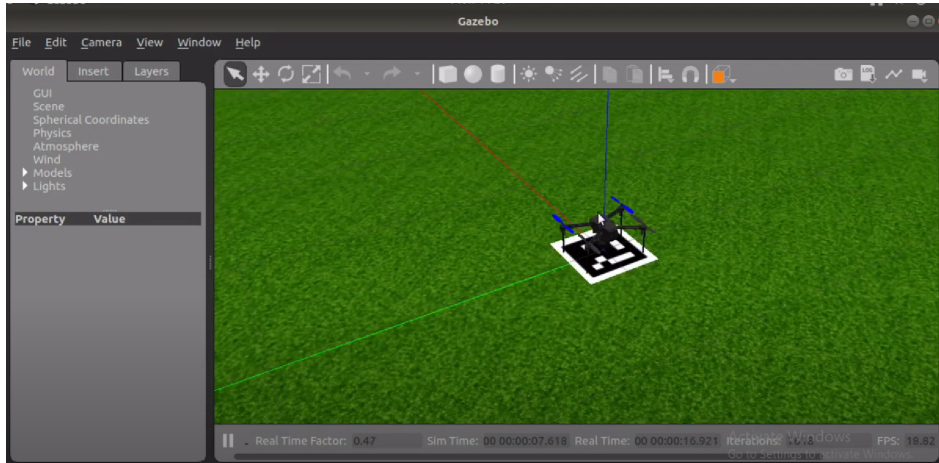 Gazebo
File Edit Camera View Window Help
World Insert Layers
GUI
Scene
Spherical Coordinates
Physics
Atmosphere
Wind
Models
Lights
Property Value
Real Time Factor: 0.47 Sim Time: 00 00:00:07.618 Real Time: 00 00:00:16.921 Iterations: FPS: 19.82
Activate Windows
Go to Settings to activate Windows.